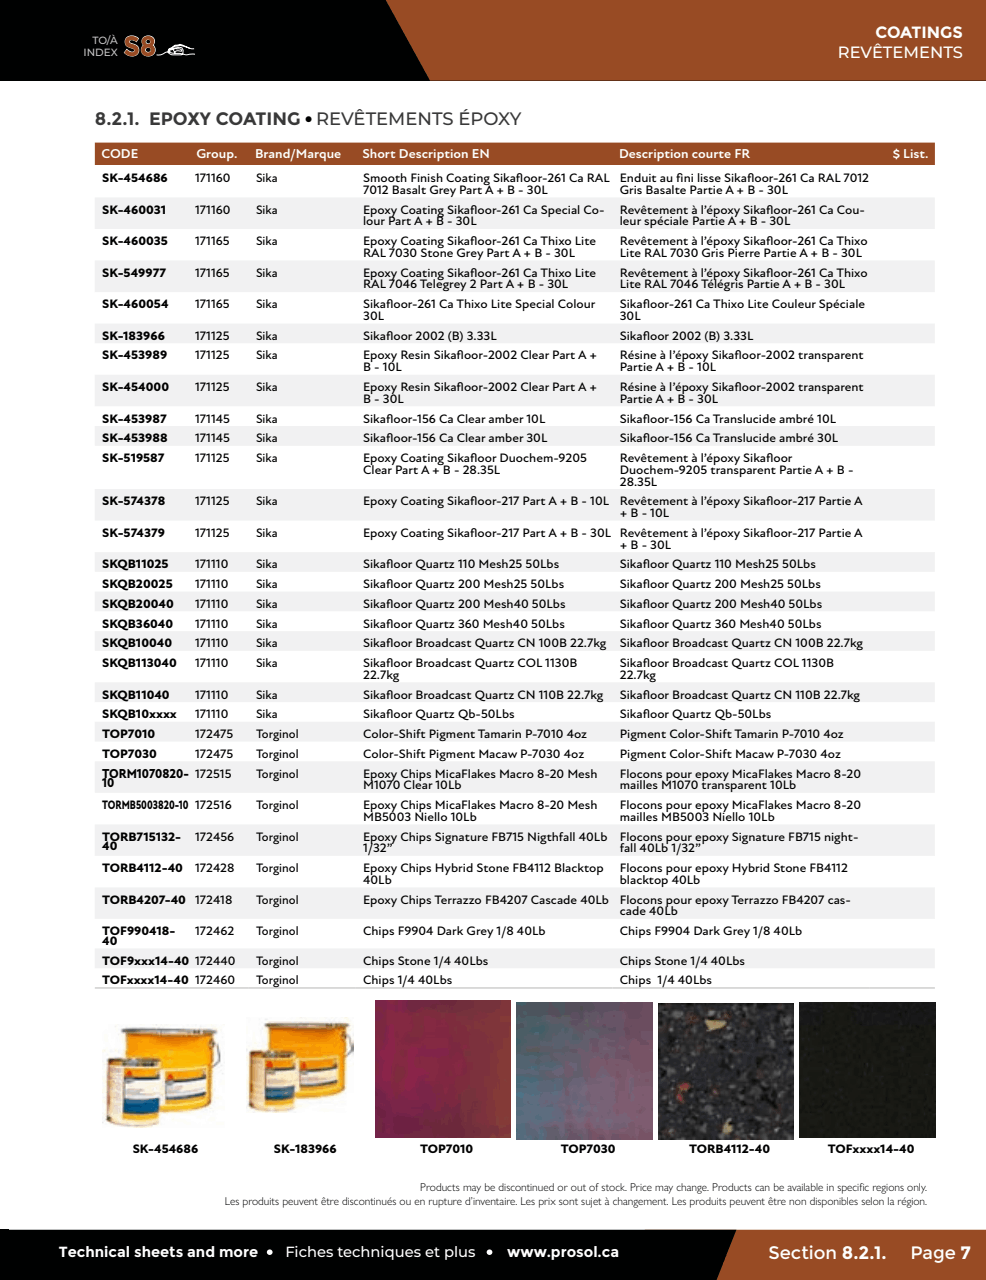 TO/À
INDEX S8
COATINGS
REVÊTEMENTS
8.2.1. EPOXY COATING • REVÊTEMENTS ÉPOXY
CODE Group. Brand/Marque Short Description EN Description courte FR $ List.
SK-454686 171160 Sika Smooth Finish Coating Sikafloor-261 Ca RAL Enduit au fini lisse Sikafloor-261 Ca RAL 7012
7012 Basalt Grey Part A + B - 30L Gris Basalte Partie A + B - 30L
SK-460031 171160 Sika Epoxy Coating Sikafloor-261 Ca Special Co- Revêtement à l'époxy Sikafloor-261 Ca Cou-
lour Part A + B - 30L leur spéciale Partie A + B - 30L
SK-460035 171165 Sika Epoxy Coating Sikafloor-261 Ca Thixo Lite Revêtement à l'époxy Sikafloor-261 Ca Thixo
RAL 7030 Stone Grey Part A + B - 30L Lite RAL 7030 Gris Pierre Partie A + B - 30L
SK-549977 171165 Sika Epoxy Coating Sikafloor-261 Ca Thixo Lite Revêtement à l'époxy Sikafloor-261 Ca Thixo
RAL 7046 Telegrey 2 Part A + B - 30L Lite RAL 7046 Télégris Partie A + B - 30L
SK-460054 171165 Sika Sikafloor-261 Ca Thixo Lite Special Colour Sikafloor-261 Ca Thixo Lite Couleur Spéciale
30L 30L
SK-183966 171125 Sika Sikafloor 2002 (B) 3.33L Sikafloor 2002 (B) 3.33L
SK-453989 171125 Sika Epoxy Resin Sikafloor-2002 Clear Part A + Résine à l'époxy Sikafloor-2002 transparent
B - 10L Partie A + B - 10L
SK-454000 171125 Sika Epoxy Resin Sikafloor-2002 Clear Part A + Résine à l'époxy Sikafloor-2002 transparent
B - 30L Partie A + B - 30L
SK-453987 171145 Sika Sikafloor-156 Ca Clear amber 10L Sikafloor-156 Ca Translucide ambré 10L
SK-453988 171145 Sika Sikafloor-156 Ca Clear amber 30L Sikafloor-156 Ca Translucide ambré 30L
SK-519587 171125 Sika Epoxy Coating Sikafloor Duochem-9205 Revêtement à l'époxy Sikafloor
Clear Part A + B - 28.35L Duochem-9205 transparent Partie A + B -
28.35L
SK-574378 171125 Sika Epoxy Coating Sikafloor-217 Part A + B - 10L Revêtement à l'époxy Sikafloor-217 Partie A
+ B - 10L
SK-574379 171125 Sika Epoxy Coating Sikafloor-217 Part A + B - 30L Revêtement à l'époxy Sikafloor-217 Partie A
+ B - 30L
SKQB11025 171110 Sika Sikafloor Quartz 110 Mesh25 50Lbs Sikafloor Quartz 110 Mesh25 50Lbs
SKQB20025 171110 Sika Sikafloor Quartz 200 Mesh25 50Lbs Sikafloor Quartz 200 Mesh25 50Lbs
SKQB20040 171110 Sika Sikafloor Quartz 200 Mesh40 50Lbs Sikafloor Quartz 200 Mesh40 50Lbs
SKQB36040 171110 Sika Sikafloor Quartz 360 Mesh40 50Lbs Sikafloor Quartz 360 Mesh40 50Lbs
SKQB10040 171110 Sika Sikafloor Broadcast Quartz CN 100B 22.7kg Sikafloor Broadcast Quartz CN 100B 22.7kg
SKQB113040 171110 Sika Sikafloor Broadcast Quartz COL 1130B Sikafloor Broadcast Quartz COL 1130B
22.7kg 22.7kg
SKQB11040 171110 Sika Sikafloor Broadcast Quartz CN 110B 22.7kg Sikafloor Broadcast Quartz CN 110B 22.7kg
SKQB10xxxx 171110 Sika Sikafloor Quartz Qb-50Lbs Sikafloor Quartz Qb-50Lbs
TOP7010 172475 Torginol Color-Shift Pigment Tamarin P-7010 4oz Pigment Color-Shift Tamarin P-7010 4oz
TOP7030 172475 Torginol Color-Shift Pigment Macaw P-7030 4oz Pigment Color-Shift Macaw P-7030 4oz
TORM1070820- 172515 Torginol Epoxy Chips MicaFlakes Macro 8-20 Mesh Flocons pour epoxy MicaFlakes Macro 8-20
10 M1070 Clear 10Lb mailles M1070 transparent 10Lb
TORMB5003820-10 172516 Torginol Epoxy Chips MicaFlakes Macro 8-20 Mesh Flocons pour epoxy MicaFlakes Macro 8-20
MB5003 Niello 10Lb mailles MB5003 Niello 10Lb
TORB715132- 172456 Torginol Epoxy Chips Signature FB715 Nigthfall 40Lb Flocons pour epoxy Signature FB715 night-
40 1/32” fall 40Lb 1/32”
TORB4112-40 172428 Torginol Epoxy Chips Hybrid Stone FB4112 Blacktop Flocons pour epoxy Hybrid Stone FB4112
40Lb blacktop 40Lb
TORB4207-40 172418 Torginol Epoxy Chips Terrazzo FB4207 Cascade 40Lb Flocons pour epoxy Terrazzo FB4207 cas-
cade 40Lb
TOF990418- 172462 Torginol Chips F9904 Dark Grey 1/8 40Lb Chips F9904 Dark Grey 1/8 40Lb
40
TOF9xxx14-40 172440 Torginol Chips Stone 1/4 40Lbs Chips Stone 1/4 40Lbs
TOFxxxx14-40 172460 Torginol Chips 1/4 40Lbs Chips 1/4 40Lbs
SK-454686 SK-183966 TOP7010 TOP7030 TORB4112-40 TOFxxxx14-40
Products may be discontinued or out of stock. Price may change. Products can be available in specific regions only.
Les produits peuvent être discontinués ou en rupture d'inventaire. Les prix sont sujet à changement. Les produits peuvent être non disponibles selon la région.
Technical sheets and more • Fiches techniques et plus • www.prosol.ca
Section 8.2.1. Page 7